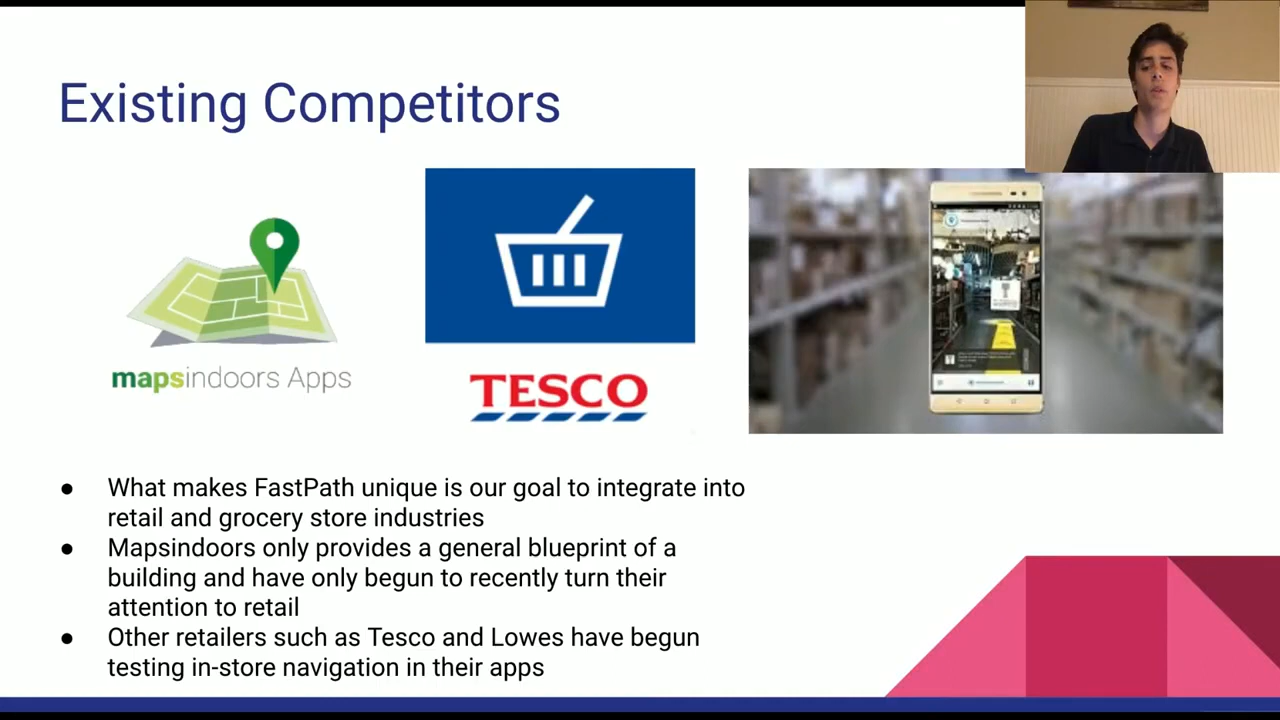 Existing Competitors
mapsindoors Apps
TESCO
● What makes FastPath unique is our goal to integrate into
retail and grocery store industries
● Mapsindoors only provides a general blueprint of a
building and have only begun to recently turn their
attention to retail
● Other retailers such as Tesco and Lowes have begun
testing in-store navigation in their apps